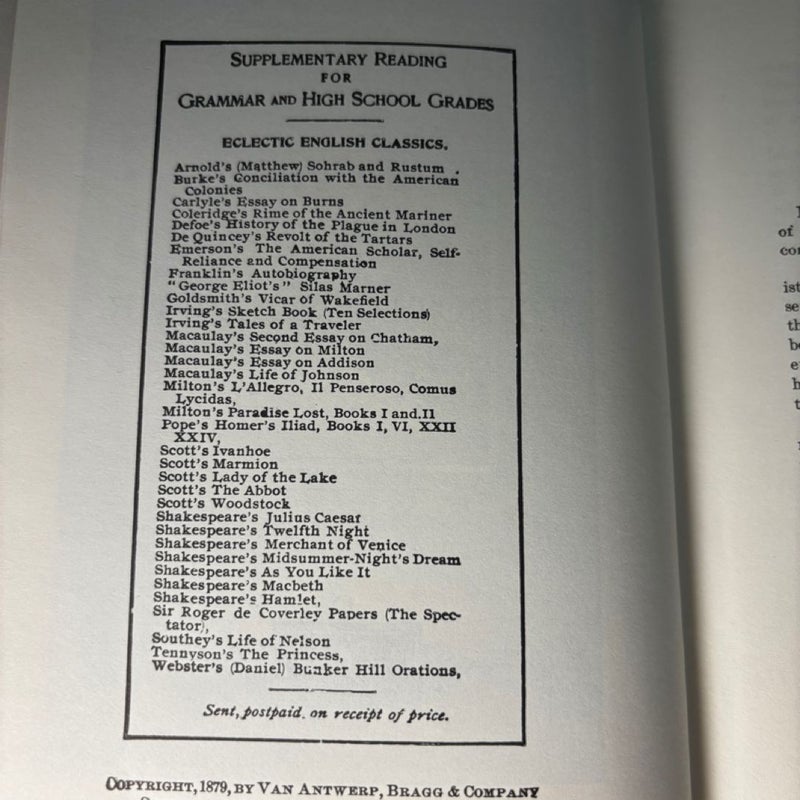 SUPPLEMENTARY READING
FOR
GRAMMAR AND HIGH SCHOOL GRADES
ECLECTIC ENGLISH CLASSICS.
Arnold's (Matthew) Sohrab and Rustum .
Burke's Conciliation with the American
Colonies
Carlyle's Essay on Burns
Coleridge's Rime of the Ancient Mariner
Defoe's History of the Plague in London
De Quincey's Revolt of the Tartars
Emerson's The American Scholar, Self-
Reliance and Compensation
Franklin's Autobiography
"George Eliot's" Silas Marner
Goldsmith's Vicar of Wakefield
Irving's Sketch Book (Ten Selections)
Irving's Tales of a Traveler
Macaulay's Second Essay on Chatham,
Macaulay's Essay on Milton
Macaulay's Essay on Addison
Macaulay's Life of Johnson
Milton's L'Allegro, Il Penseroso, Comus
Lycidas,
Milton's Paradise Lost, Books I and II
Pope's Homer's Iliad, Books I, VI, XXII
XXIV,
Scott's Ivanhoe
Scott's Marmion
Scott's Lady of the Lake
Scott's The Abbot
Scott's Woodstock
Shakespeare's Julius Caesar
Shakespeare's Twelfth Night
Shakespeare's Merchant of Venice
Shakespeare's Midsummer-Night's Dream
Shakespeare's As You Like It
Shakespeare's Macbeth
Shakespeare's Hamlet,
Sir Roger de Coverley Papers (The Spec-
tator),
Southey's Life of Nelson
Tennyson's The Princess,
Webster's (Daniel) Bunker Hill Orations,
Sent, postpaid. on receipt of price.
COPYRIGHT, 1879, BY VAN ANTWERP, BRAGG & COMPANY
of